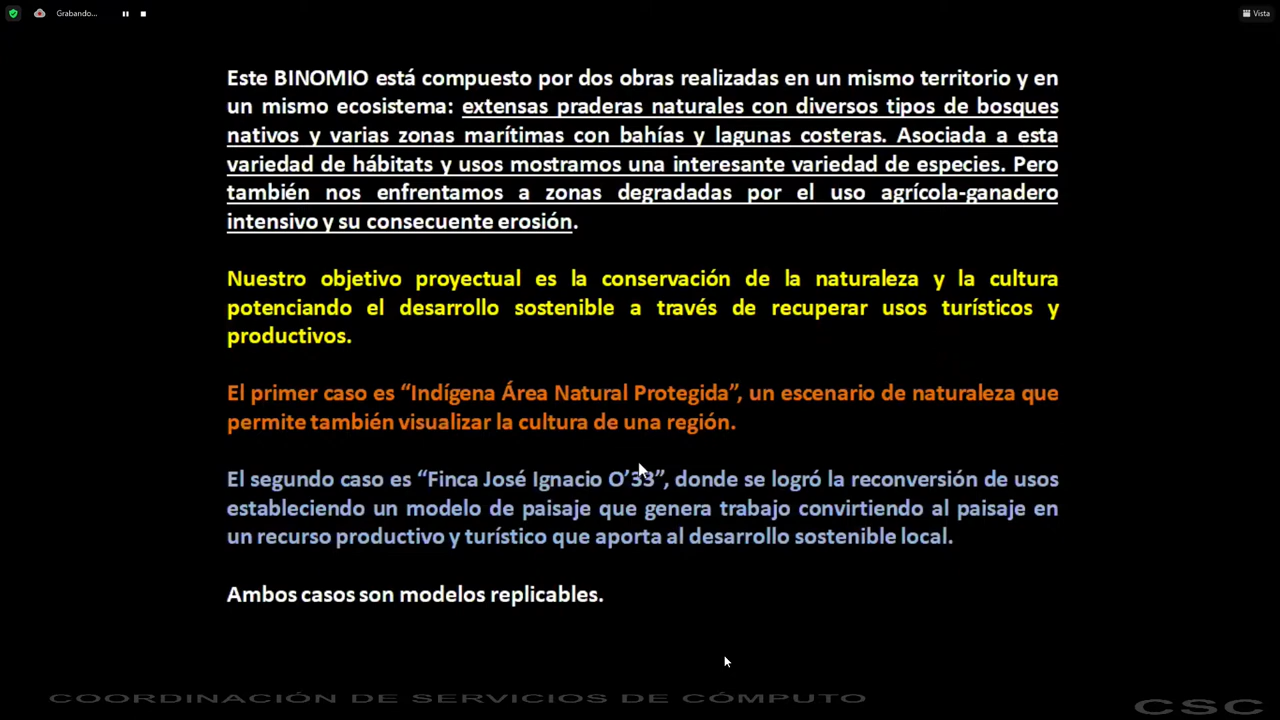 Grabando...
Vista
Este BINOMIO está compuesto por dos obras realizadas en un mismo territorio y en
un mismo ecosistema: extensas praderas naturales con diversos tipos de bosques
nativos y varias zonas marítimas con bahías y lagunas costeras. Asociada a esta
variedad de hábitats y usos mostramos una interesante variedad de especies. Pero
también nos enfrentamos a zonas degradadas por el uso agrícola-ganadero
intensivo y su consecuente erosión.
Nuestro objetivo proyectual es la conservación de la naturaleza y la cultura
potenciando el desarrollo sostenible a través de recuperar usos turísticos y
productivos.
El primer caso es “Indígena Área Natural Protegida”, un escenario de naturaleza que
permite también visualizar la cultura de una región.
El segundo caso es “Finca José Ignacio O’33”, donde se logró la reconversión de usos
estableciendo un modelo de paisaje que genera trabajo convirtiendo al paisaje en
un recurso productivo y turístico que aporta al desarrollo sostenible local.
Ambos casos son modelos replicables.
COORDINACIÓN DE SERVICIOS DE CÓMPUTO
CSC